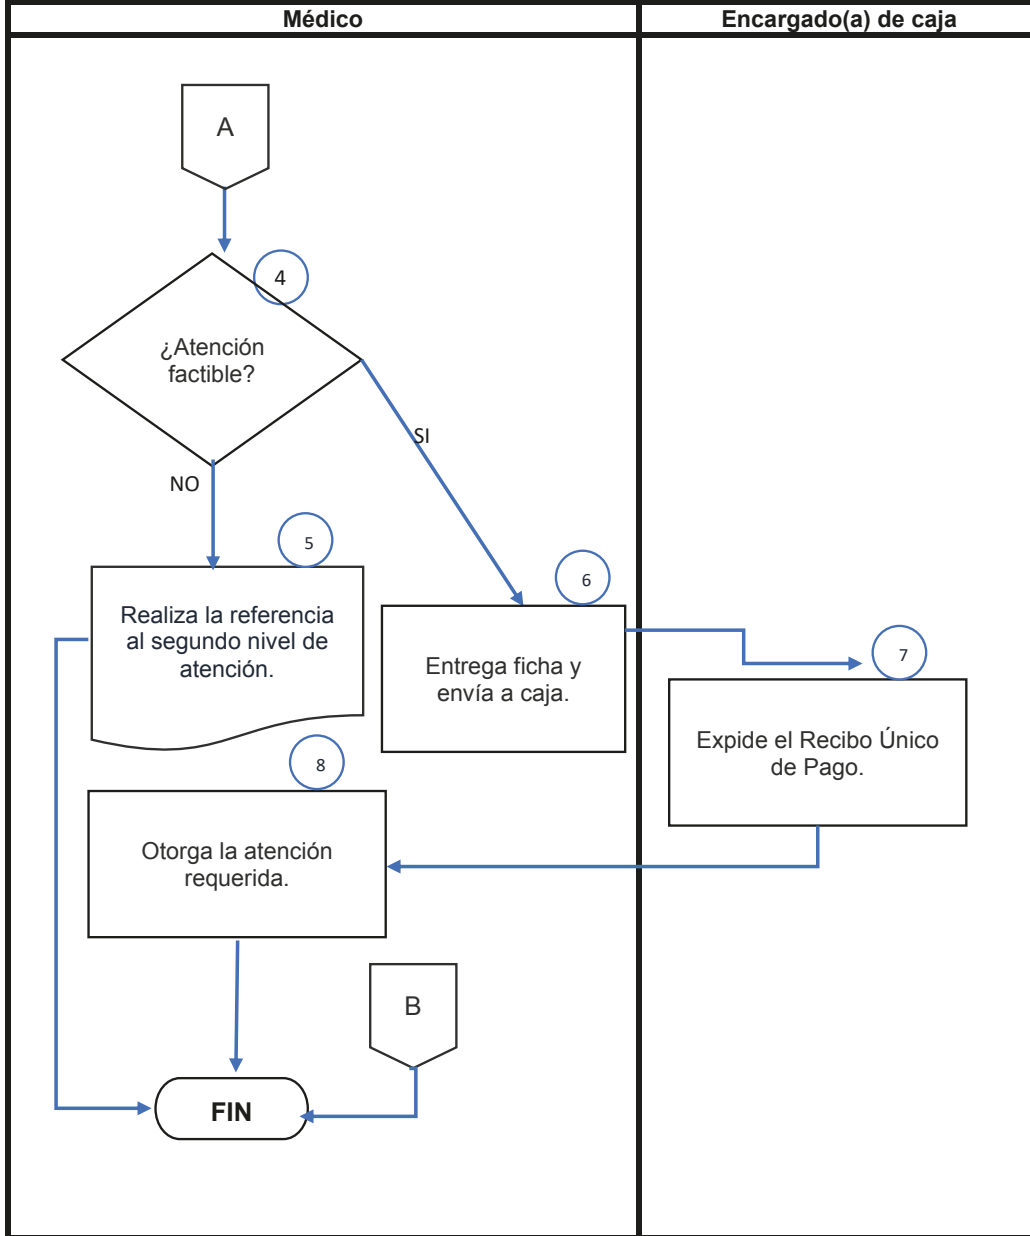 Médico
Encargado(a) de caja
A
4
¿Atención
factible?
SI
NO
5
Realiza la referencia
al segundo nivel de
atención.
6
Entrega ficha y
envía a caja.
7
Expide el Recibo Único
de Pago.
8
Otorga la atención
requerida.
B
FIN